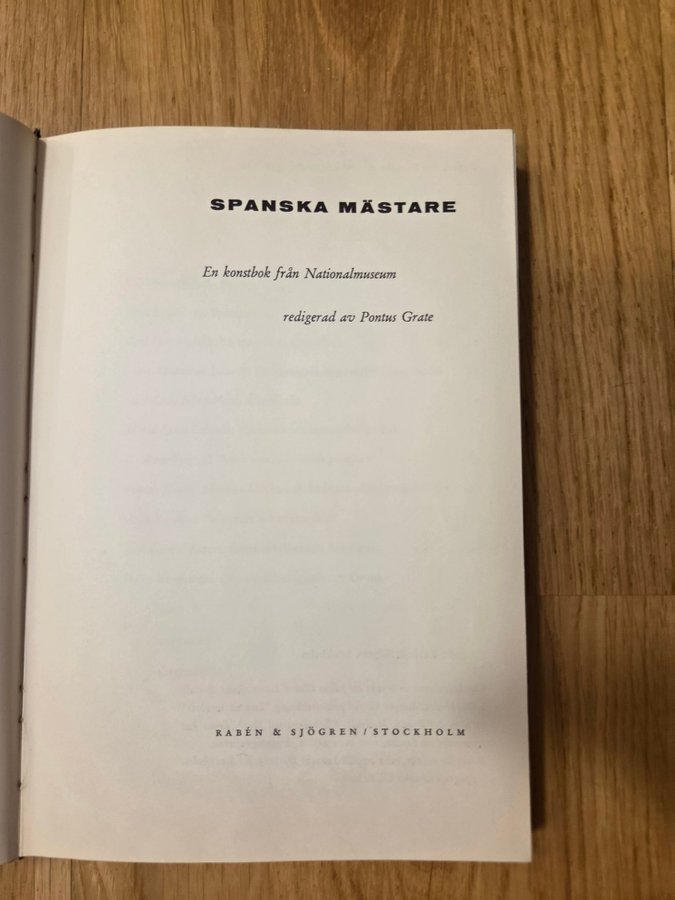 SPANSKA MÄSTARE
En konstbok från Nationalmuseum
redigerad av Pontus Grate
RABÉN & SJÖGREN / STOCKHOLM